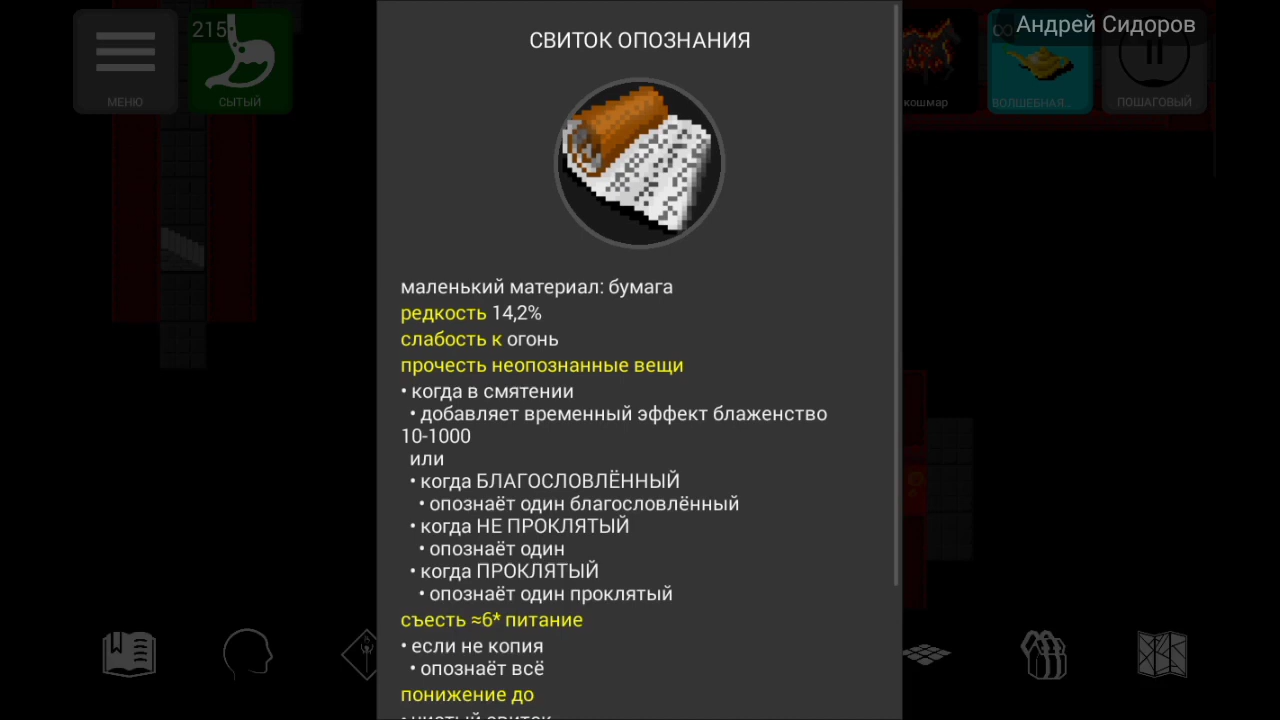 СВИТОК ОПОЗНАНИЯ
215
Андрей Сидоров
МЕНЮ
СЫТЫЙ
кошмар
ВОЛШЕБНАЯ...
ПОШАГОВЫЙ
маленький материал: бумага
редкость 14,2%
слабость к огонь
прочесть неопознанные вещи
• когда в смятении
• добавляет временный эффект блаженство
10-1000
или
• когда БЛАГОСЛОВЛЁННЫЙ
• опознаёт один благословлённый
• когда НЕ ПРОКЛЯТЫЙ
• опознаёт один
• когда ПРОКЛЯТЫЙ
• опознаёт один проклятый
съесть ≈6* питание
• если не копия
• опознаёт всё
понижение до
• чистый свиток